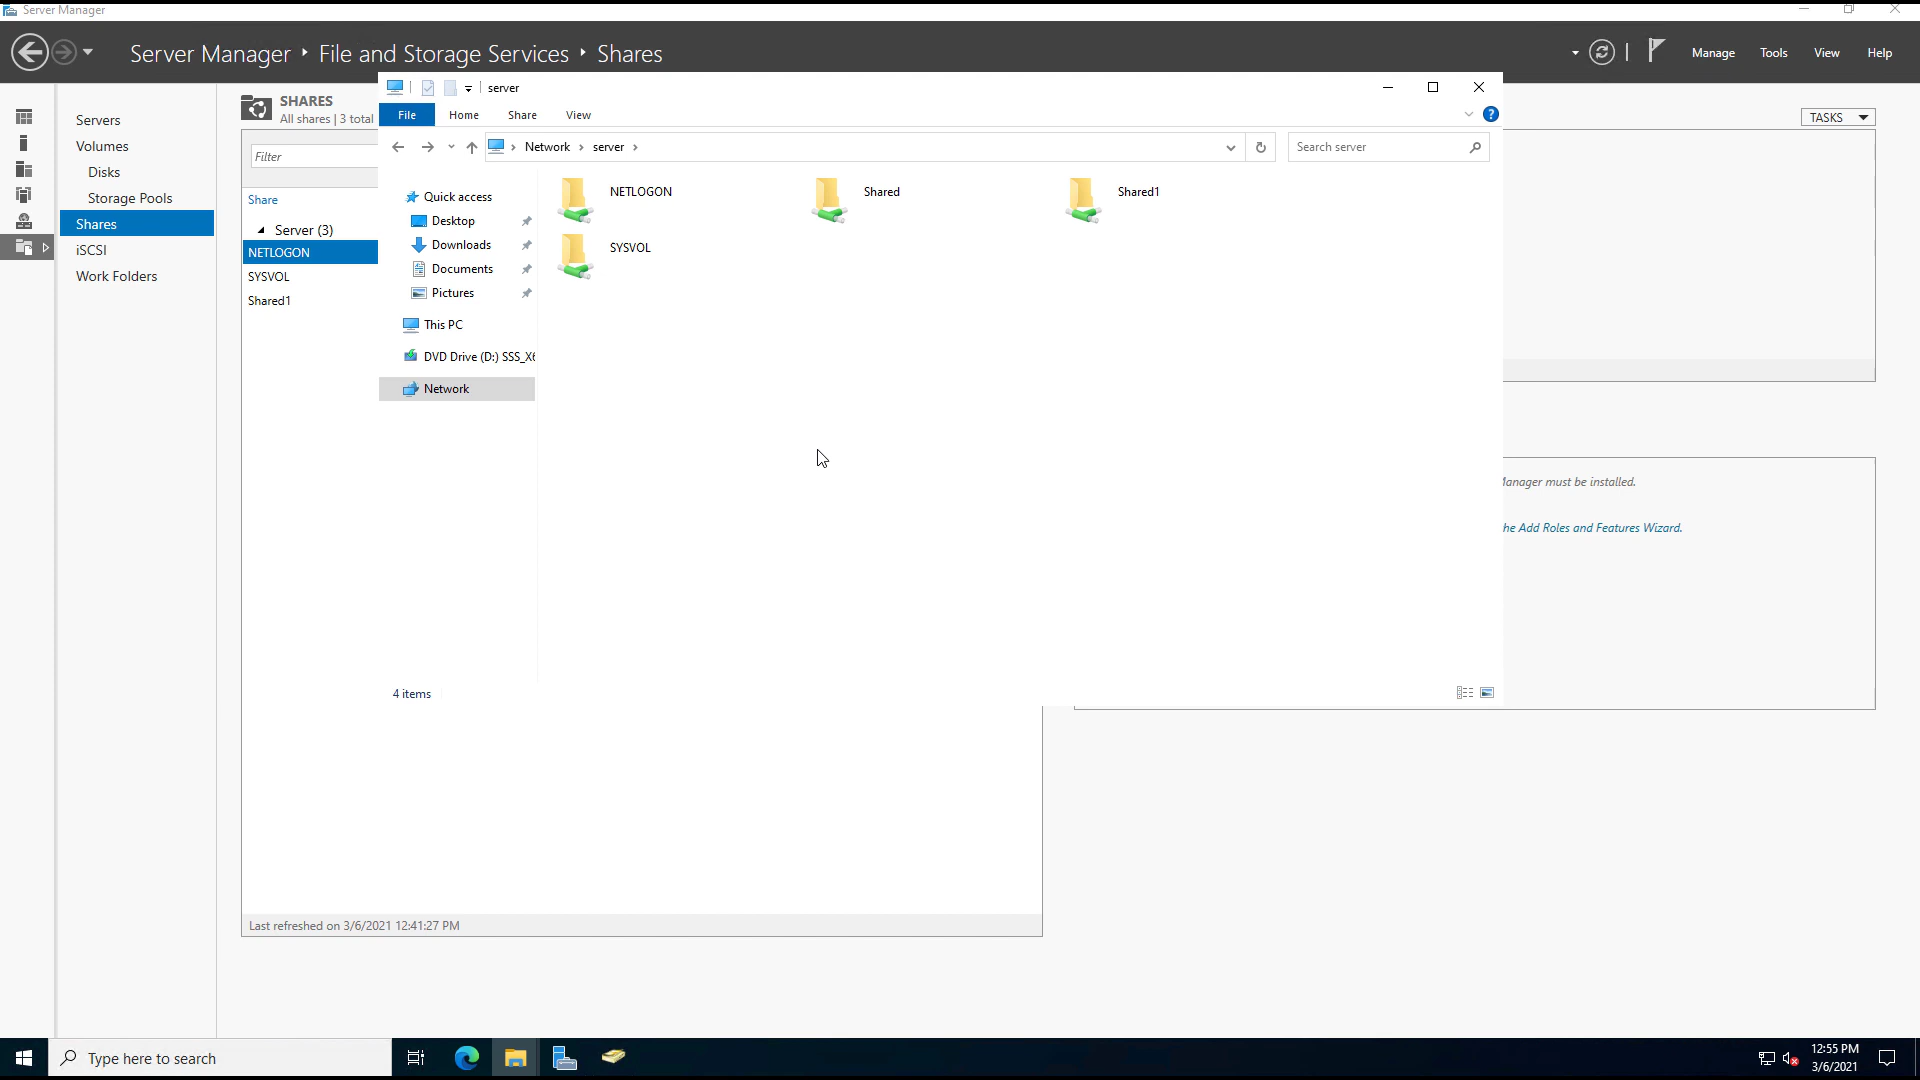 Server Manager
Server Manager ‣ File and Storage Services ‣ Shares
Manage
Tools
View
Help
Servers
Volumes
Disks
Storage Pools
Shares
iSCSI
Work Folders
SHARES
All shares | 3 total
TASKS
Filter
Share
Server (3)
NETLOGON
SYSVOL
Shared1
Last refreshed on 3/6/2021 12:41:27 PM
server
File
Home
Share
View
Network
server
Search server
Quick access
Desktop
Downloads
Documents
Pictures
This PC
DVD Drive (D:) SSS_X6
Network
NETLOGON
Shared
Shared1
SYSVOL
4 items
Manager must be installed.
he Add Roles and Features Wizard.
Type here to search
12:55 PM
3/6/2021